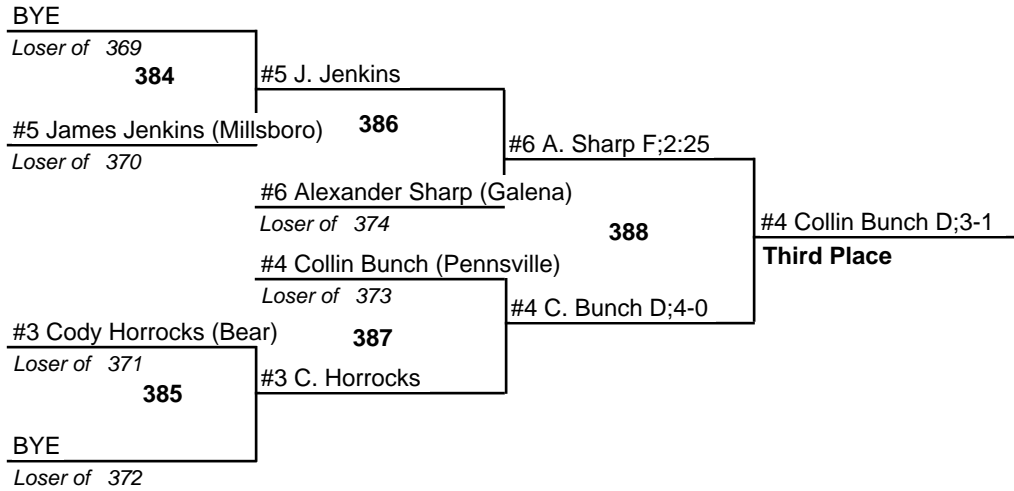 BYE
Loser of 369
384
#5 J. Jenkins
#5 James Jenkins (Millsboro)
386
Loser of 370
#6 A. Sharp F;2:25
#6 Alexander Sharp (Galena)
Loser of 374
388
#4 Collin Bunch D;3-1
Third Place
#4 Collin Bunch (Pennsville)
Loser of 373
#4 C. Bunch D;4-0
#3 Cody Horrocks (Bear)
387
Loser of 371
385
#3 C. Horrocks
BYE
Loser of 372